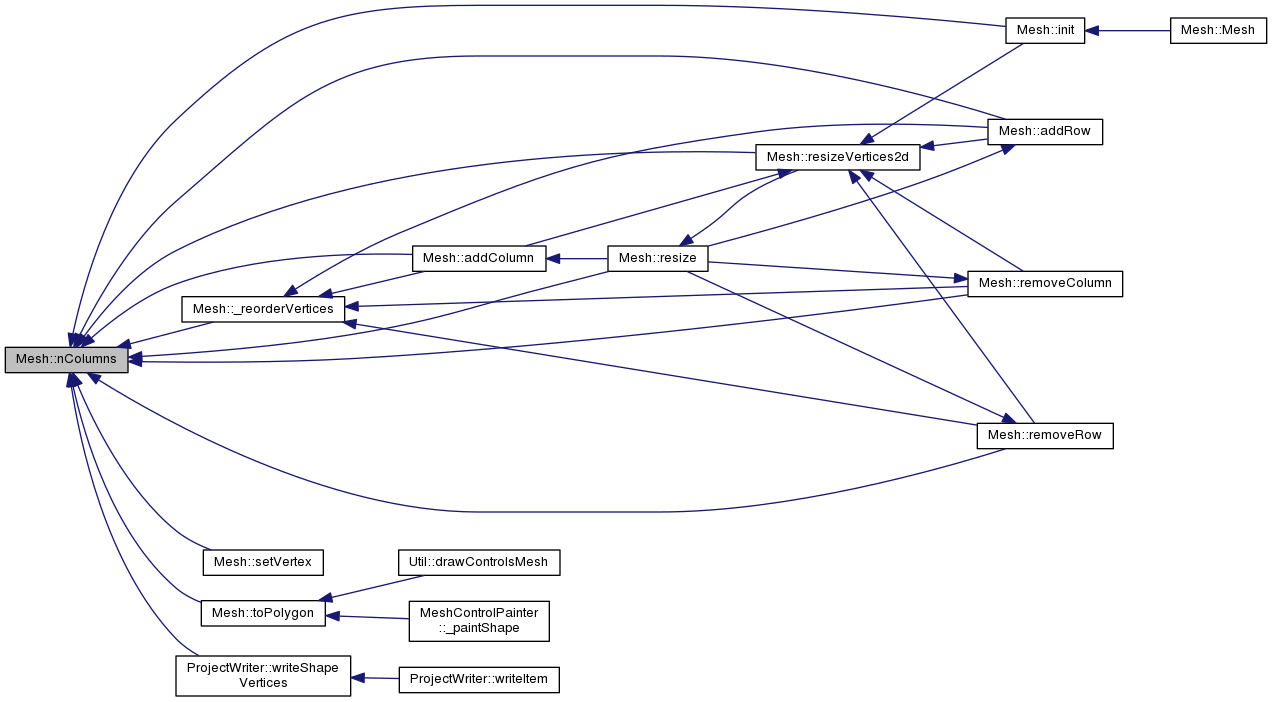 Mesh::init
Mesh::Mesh
Mesh::addRow
Mesh::resizeVertices2d
Mesh::addColumn
Mesh::resize
Mesh::removeColumn
Mesh::_reorderVertices
Mesh::nColumns
Mesh::removeRow
Mesh::setVertex
Util::drawControlsMesh
Mesh::toPolygon
MeshControlPainter
::_paintShape
ProjectWriter::writeShape
Vertices
ProjectWriter::writeItem